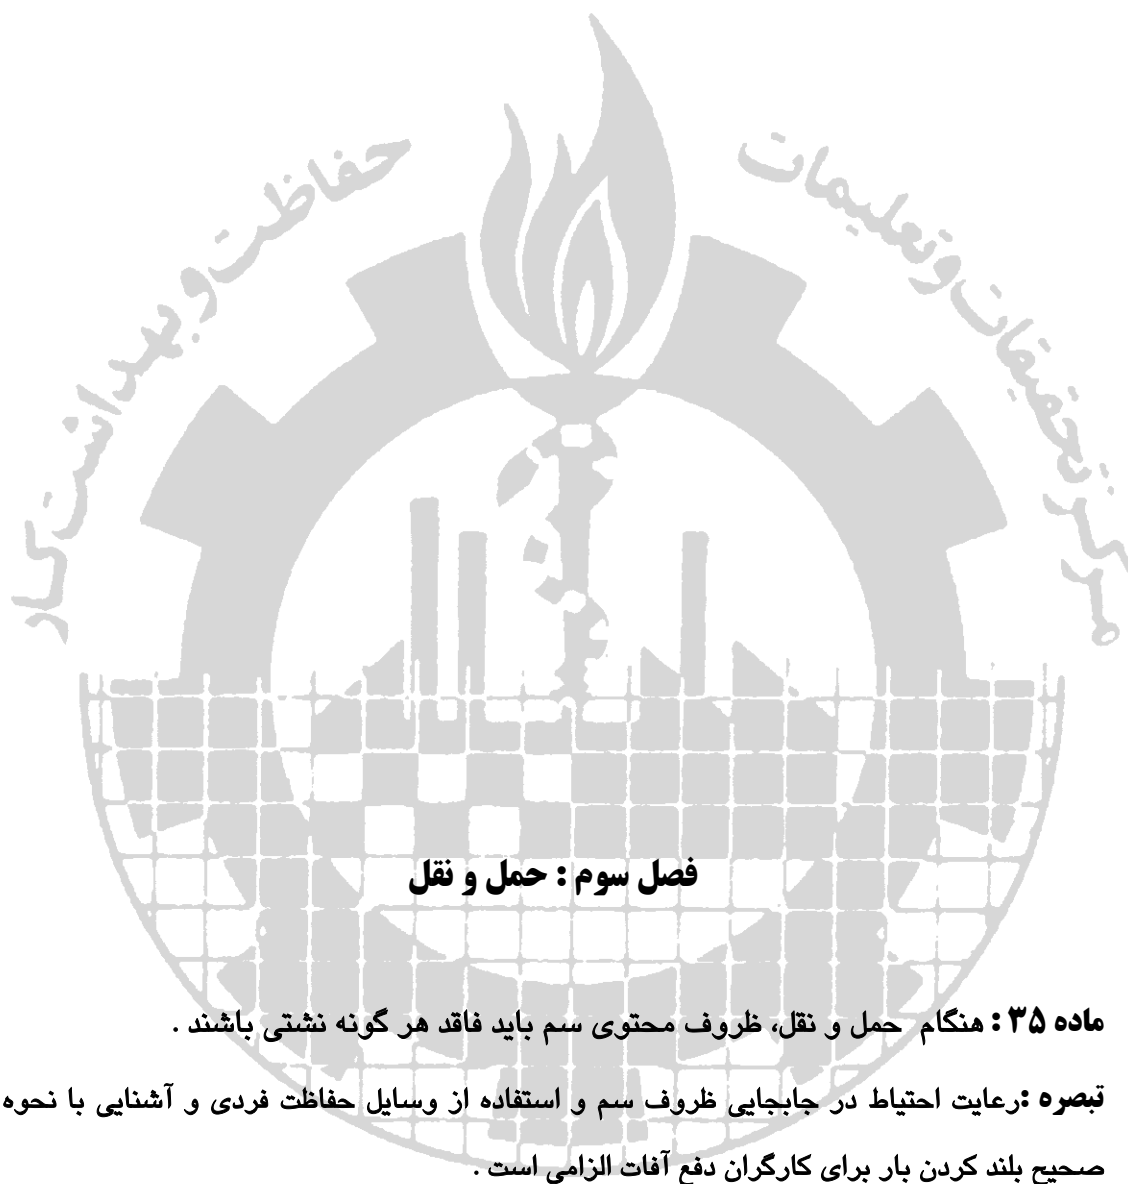 حفاظت و بهداشت کار
مرکز تحقیقات و تعلیمات
فصل سوم : حمل و نقل
ماده ۳۵ : هنگام حمل و نقل، ظروف محتوی سم باید فاقد هر گونه نشتی باشند .
تبصره :رعایت احتیاط در جابجایی ظروف سم و استفاده از وسایل حفاظت فردی و آشنایی با نحوه
صحیح بلند کردن بار برای کارگران دفع آفات الزامی است .